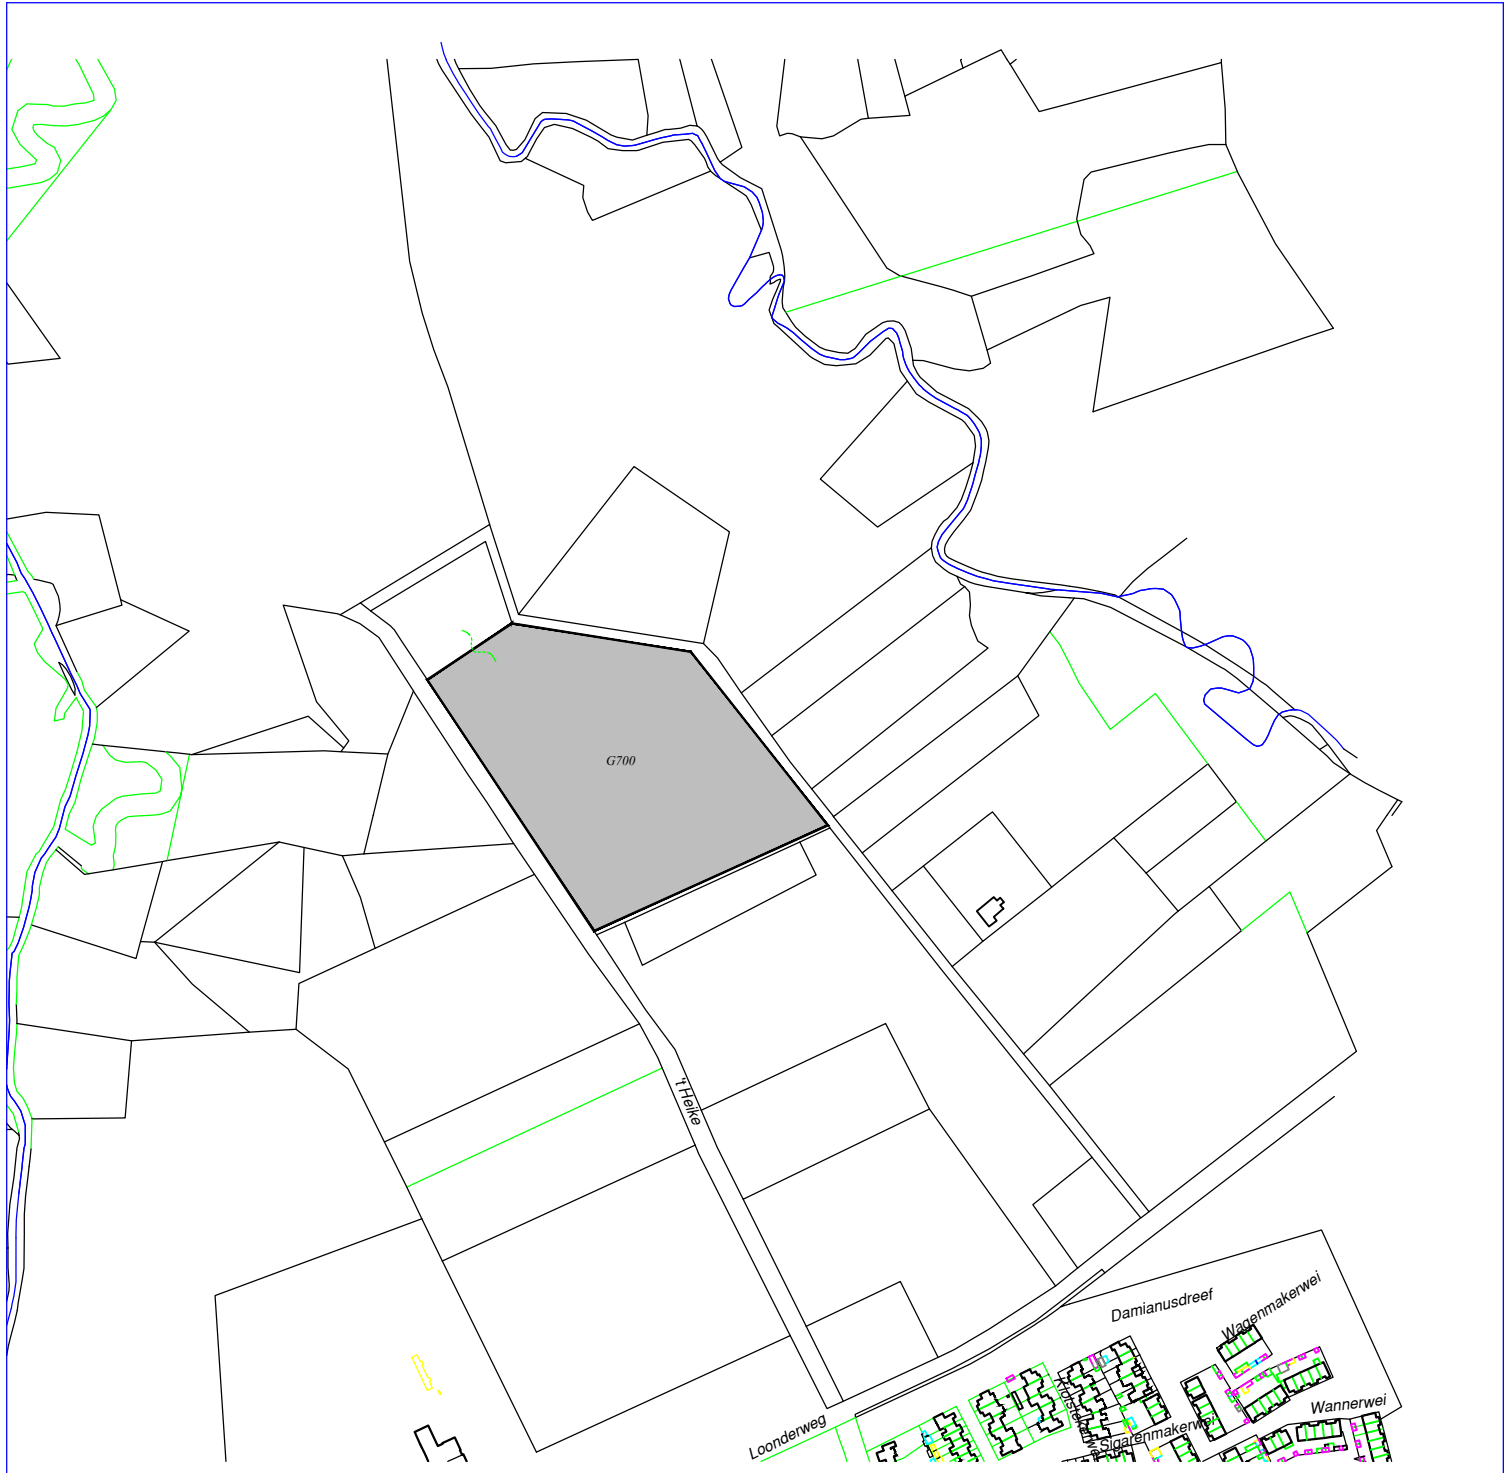 G700
't Heike
Damianusdreef
Wagenmakerwei
Wannerwei
Sigarenmakerwei
Loonderweg